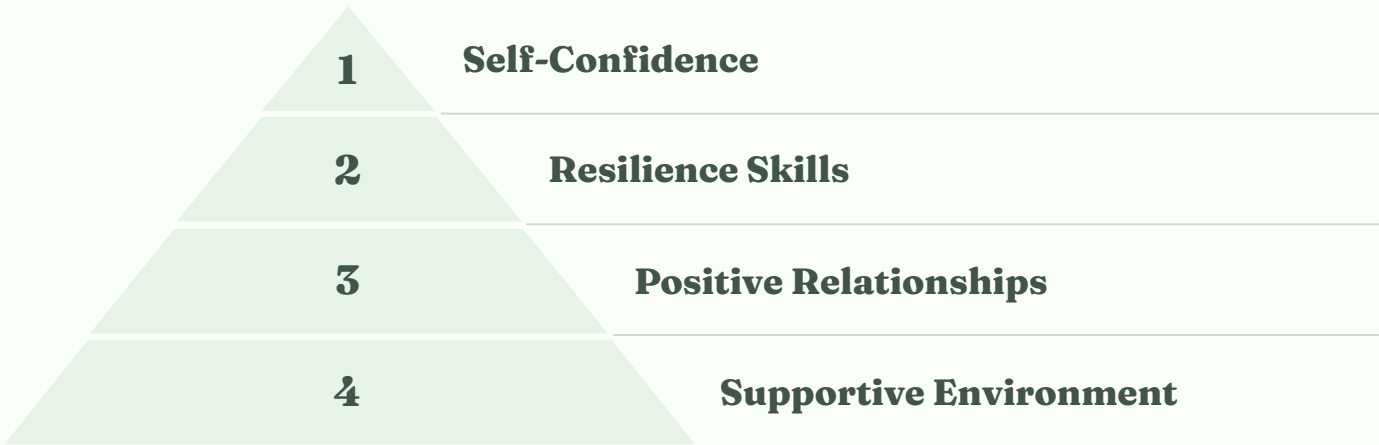 1
Self-Confidence
2
Resilience Skills
3
Positive Relationships
4
Supportive Environment